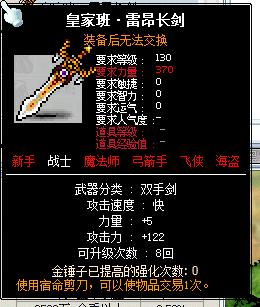 皇家班·雷昂长剑
装备后无法交换
要求等级 : 130
要求力量 : 370
要求敏捷 : 0
要求智力 : 0
要求运气 : 0
要求人气度 : -
道具等级 : -
道具经验值 : -
新手 战士 魔法师 弓箭手 飞侠 海盗
武器分类 : 双手剑
攻击速度 : 快
力量 : +5
攻击力 : +122
可升级次数 : 8回
金锤子已提高的强化次数: 0
使用宿命剪刀，可以使物品交易1次。